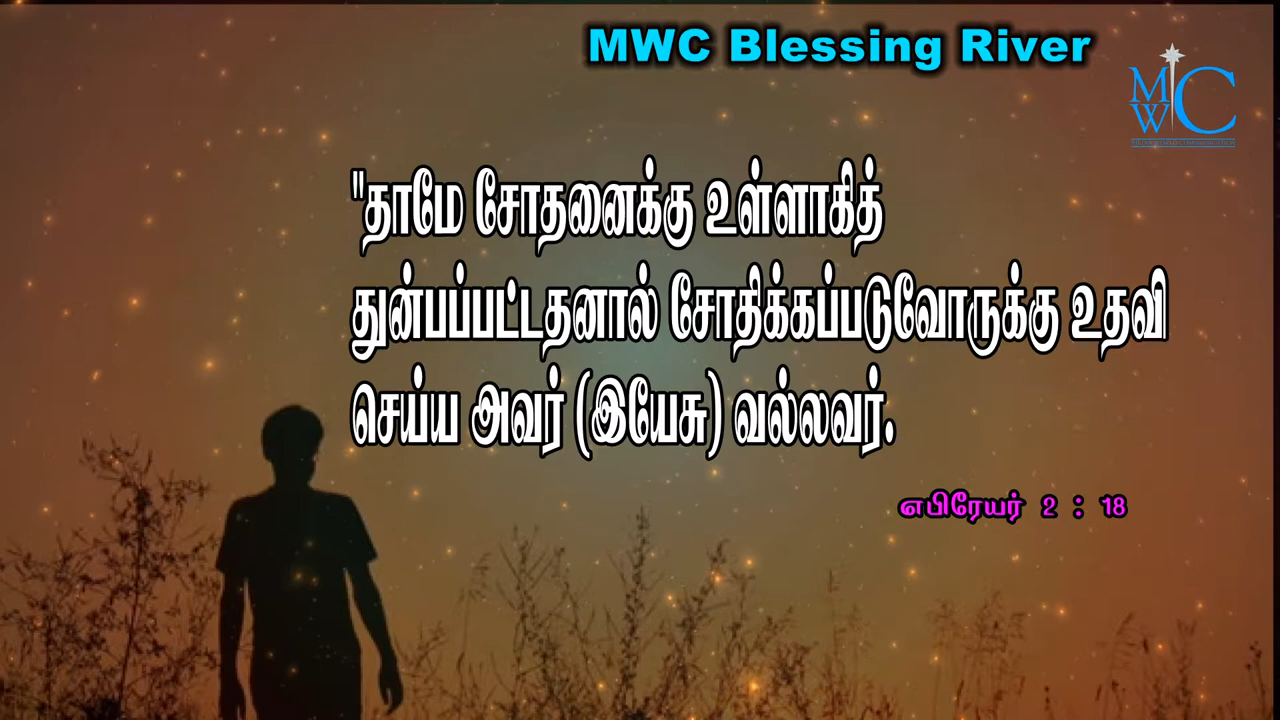 MWC Blessing River
MWC
"தாமே சோதனைக்கு உள்ளாகித்
துன்பப்பட்டதனால் சோதிக்கப்படுவோருக்கு உதவி
செய்ய அவர் (இயேசு) வல்லவர்.
எபிரேயர் 2 : 18